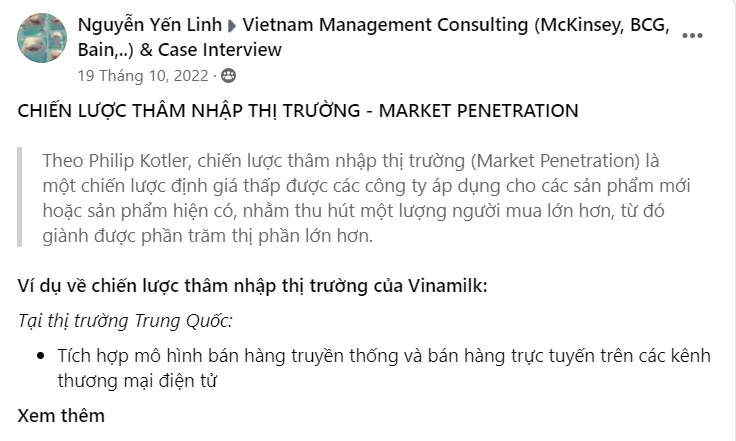 Nguyễn Yến Linh ▸ Vietnam Management Consulting (McKinsey, BCG,
Bain,..) & Case Interview
19 Tháng 10, 2022 ·
CHIẾN LƯỢC THÂM NHẬP THỊ TRƯỜNG - MARKET PENETRATION
Theo Philip Kotler, chiến lược thâm nhập thị trường (Market Penetration) là
một chiến lược định giá thấp được các công ty áp dụng cho các sản phẩm mới
hoặc sản phẩm hiện có, nhằm thu hút một lượng người mua lớn hơn, từ đó
giành được phần trăm thị phần lớn hơn.
Ví dụ về chiến lược thâm nhập thị trường của Vinamilk:
Tại thị trường Trung Quốc:
• Tích hợp mô hình bán hàng truyền thống và bán hàng trực tuyến trên các kênh
thương mại điện tử
Xem thêm